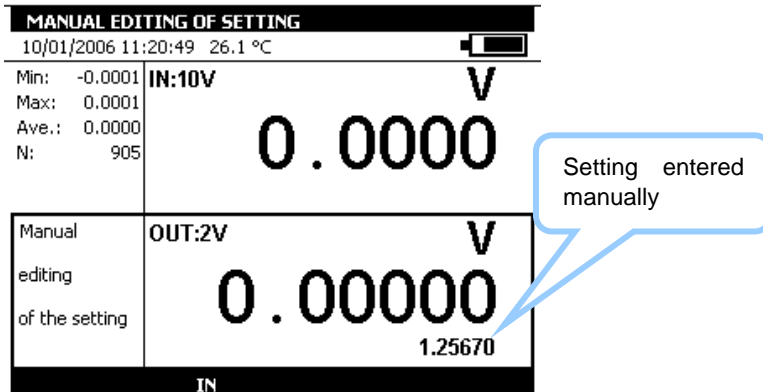 MANUAL EDITING OF SETTING
10/01/2006 11:20:49 26.1 °C
Min: -0.0001
Max: 0.0001
Ave.: 0.0000
N: 905
IN:10V V
0.0000
Setting entered
manually
Manual
editing
of the setting
OUT:2V V
0.00000
1.25670
IN